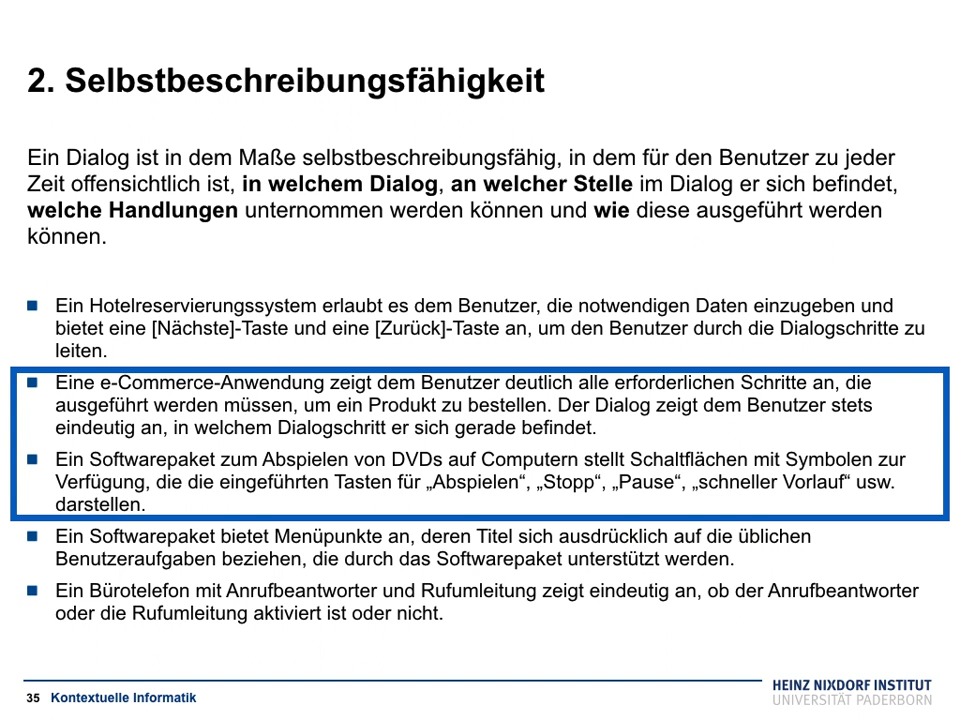 2. Selbstbeschreibungsfähigkeit
Ein Dialog ist in dem Maße selbstbeschreibungsfähig, in dem für den Benutzer zu jeder
Zeit offensichtlich ist, in welchem Dialog, an welcher Stelle im Dialog er sich befindet,
welche Handlungen unternommen werden können und wie diese ausgeführt werden
können.
Ein Hotelreservierungssystem erlaubt es dem Benutzer, die notwendigen Daten einzugeben und
bietet eine [Nächste]-Taste und eine [Zurück]-Taste an, um den Benutzer durch die Dialogschritte zu
leiten.
Eine e-Commerce-Anwendung zeigt dem Benutzer deutlich alle erforderlichen Schritte an, die
ausgeführt werden müssen, um ein Produkt zu bestellen. Der Dialog zeigt dem Benutzer stets
eindeutig an, in welchem Dialogschritt er sich gerade befindet.
Ein Softwarepaket zum Abspielen von DVDs auf Computern stellt Schaltflächen mit Symbolen zur
Verfügung, die die eingeführten Tasten für „Abspielen“, „Stopp“, „Pause“, „schneller Vorlauf“ usw.
darstellen.
Ein Softwarepaket bietet Menüpunkte an, deren Titel sich ausdrücklich auf die üblichen
Benutzeraufgaben beziehen, die durch das Softwarepaket unterstützt werden.
Ein Bürotelefon mit Anrufbeantworter und Rufumleitung zeigt eindeutig an, ob der Anrufbeantworter
oder die Rufumleitung aktiviert ist oder nicht.
35 Kontextuelle Informatik
HEINZ NIXDORF INSTITUT
UNIVERSITÄT PADERBORN